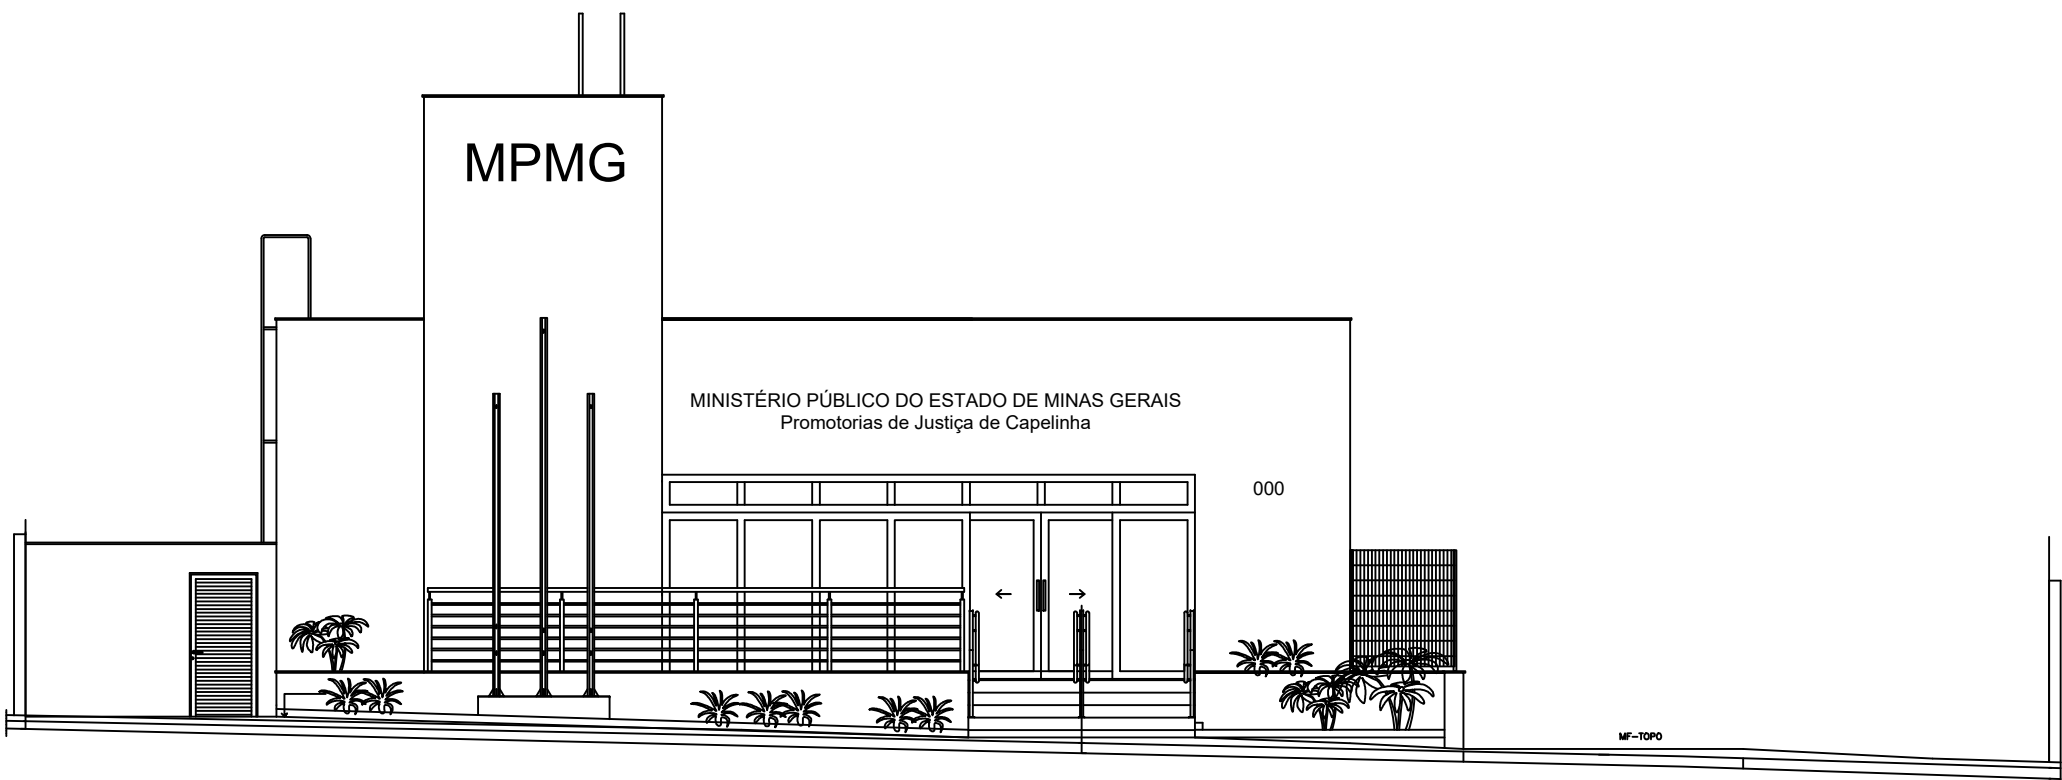 MPMG
MINISTÉRIO PÚBLICO DO ESTADO DE MINAS GERAIS
Promotorias de Justiça de Capelinha
000
MF-TOPO